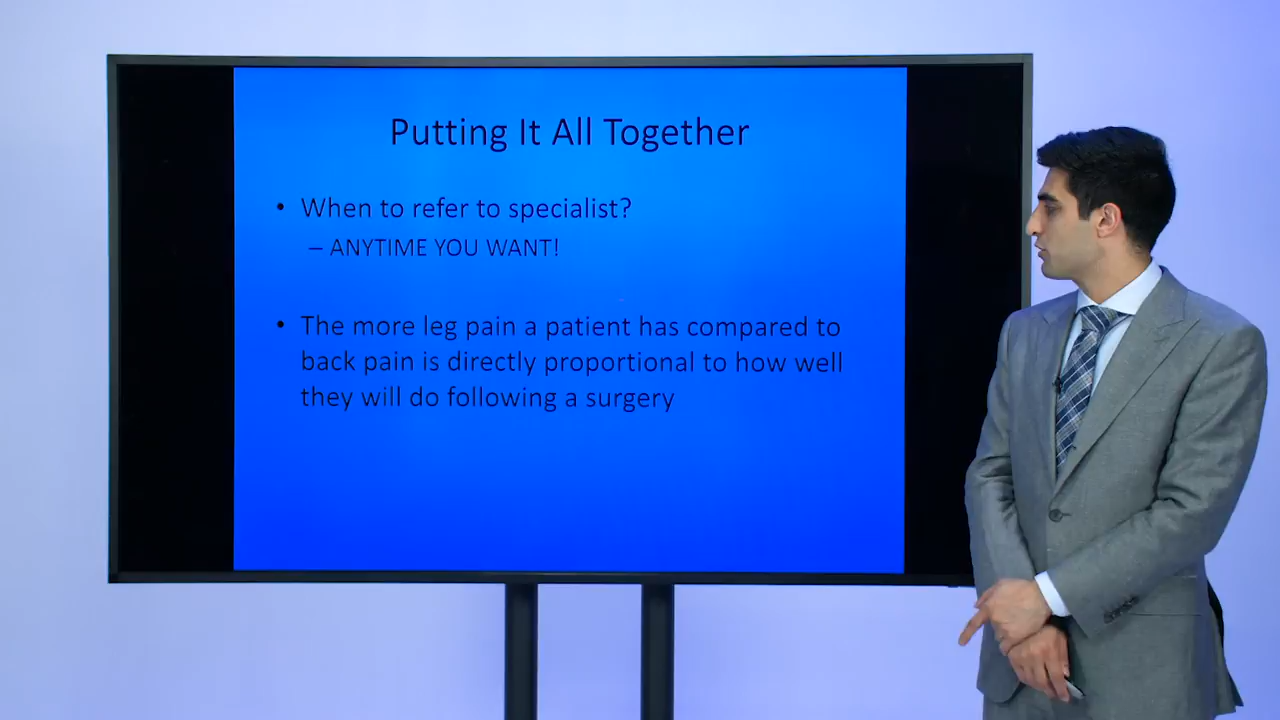 Putting It All Together
• When to refer to specialist?
– ANYTIME YOU WANT!
• The more leg pain a patient has compared to
back pain is directly proportional to how well
they will do following a surgery